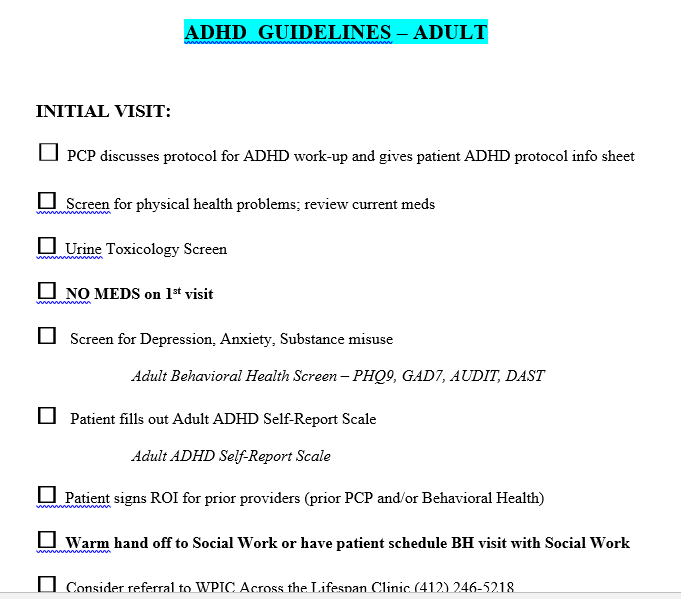 ADHD GUIDELINES – ADULT
INITIAL VISIT:
PCP discusses protocol for ADHD work-up and gives patient ADHD protocol info sheet
Screen for physical health problems; review current meds
Urine Toxicology Screen
NO MEDS on 1st visit
Screen for Depression, Anxiety, Substance misuse
Adult Behavioral Health Screen – PHQ9, GAD7, AUDIT, DAST
Patient fills out Adult ADHD Self-Report Scale
Adult ADHD Self-Report Scale
Patient signs ROI for prior providers (prior PCP and/or Behavioral Health)
Warm hand off to Social Work or have patient schedule BH visit with Social Work
Consider referral to WPIC Across the Lifespan Clinic (412) 246-5218